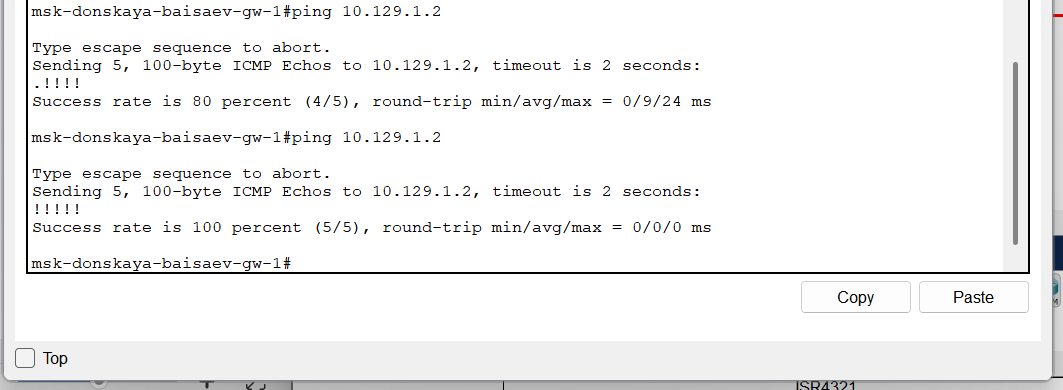 msk-donskaya-baisaev-gw-1#ping 10.129.1.2
Type escape sequence to abort.
Sending 5, 100-byte ICMP Echos to 10.129.1.2, timeout is 2 seconds:
.!!!!
Success rate is 80 percent (4/5), round-trip min/avg/max = 0/9/24 ms
msk-donskaya-baisaev-gw-1#ping 10.129.1.2
Type escape sequence to abort.
Sending 5, 100-byte ICMP Echos to 10.129.1.2, timeout is 2 seconds:
!!!!!
Success rate is 100 percent (5/5), round-trip min/avg/max = 0/0/0 ms
msk-donskaya-baisaev-gw-1#
Copy
Paste
Top
ISR4321